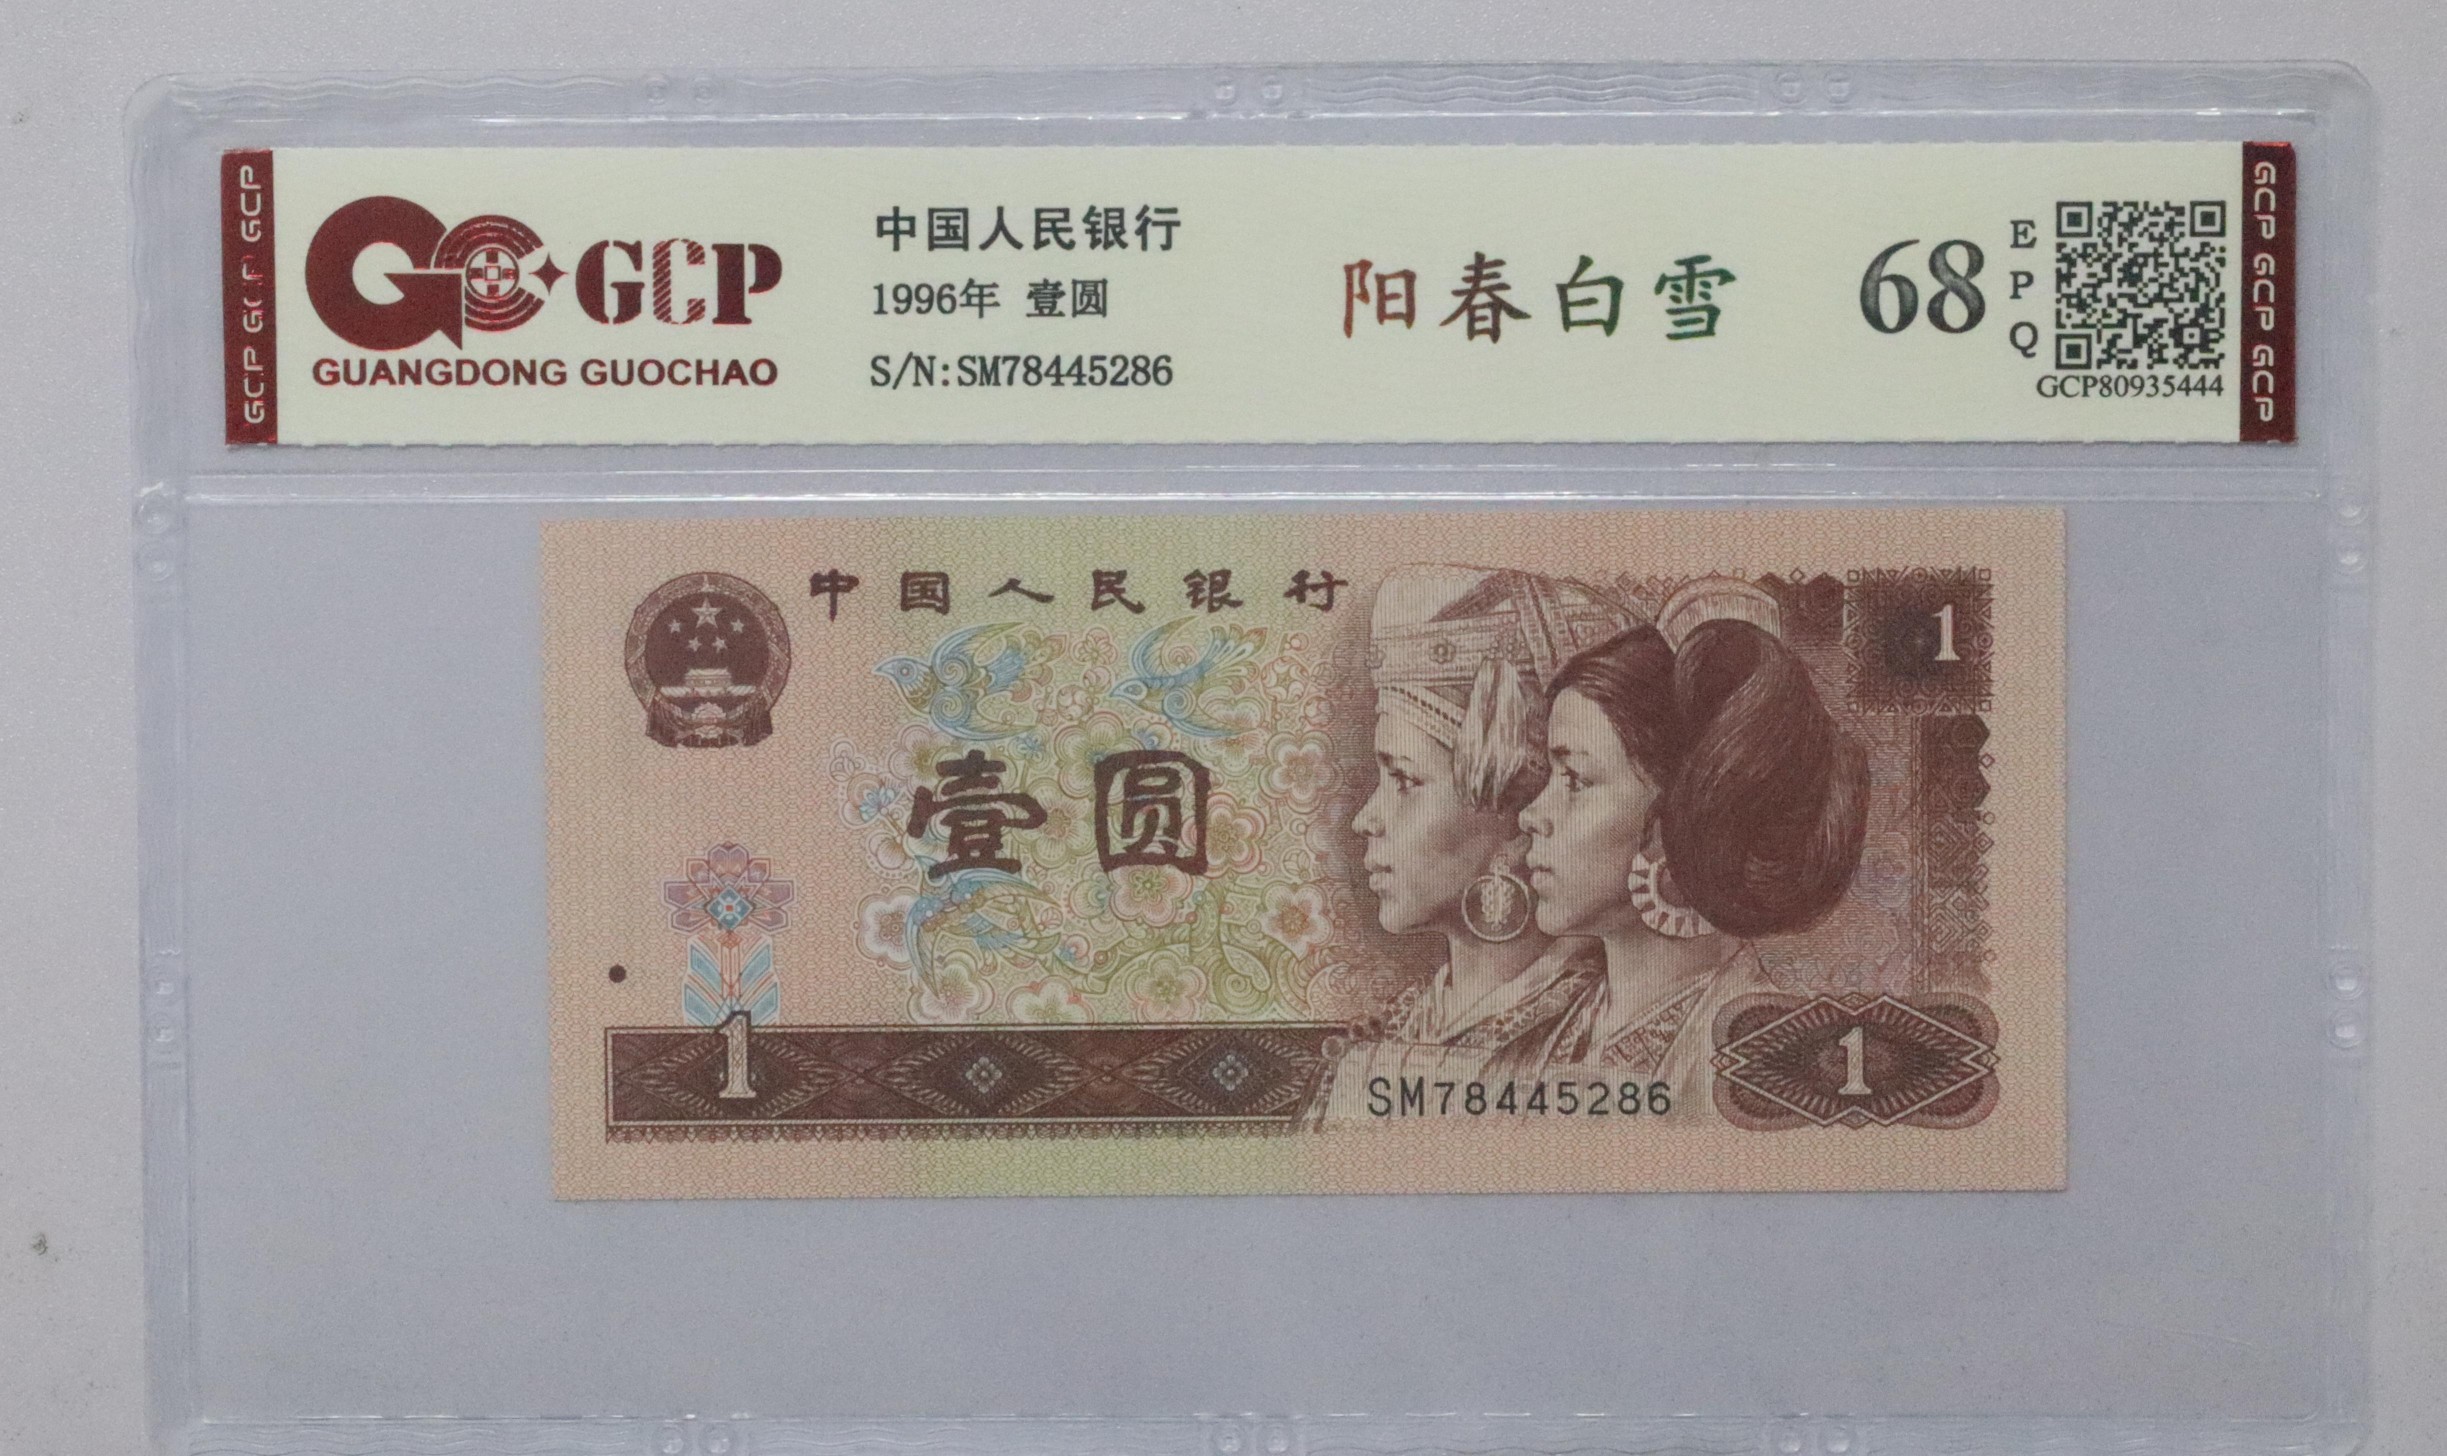 GCP GCP GCP
GCP
GUANGDONG GUOCHAO
中国人民银行
1996年 壹圆
S/N:SM78445286
阳春白雪
68
E
P
Q
GCP80935444
GCP GCP GCP
中国人民银行
1
壹圆
1
SM78445286
1